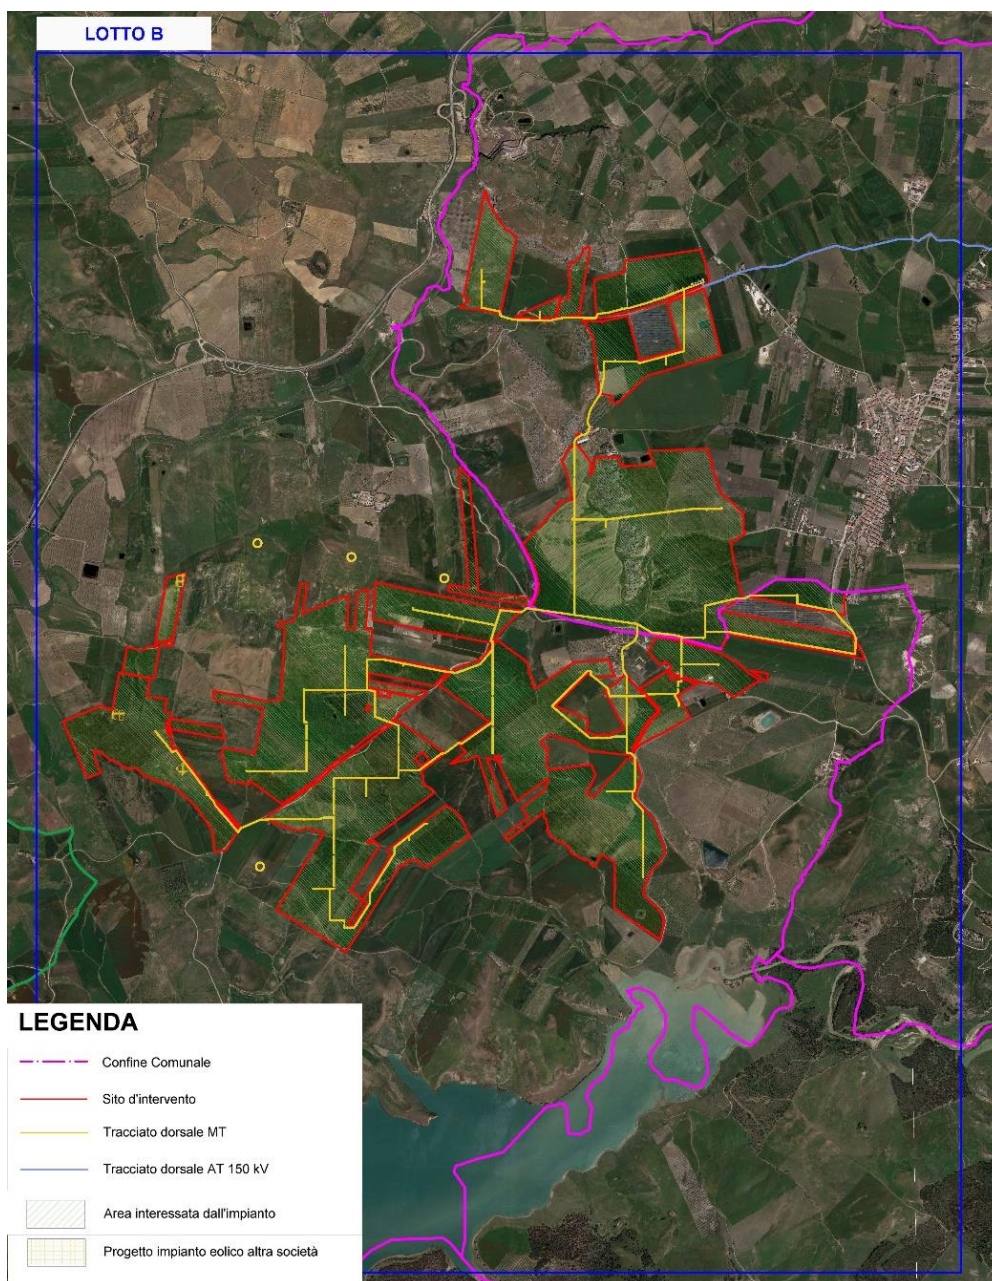 LOTTO B
LEGENDA
Confine Comunale
Sito d'intervento
Tracciato dorsale MT
Tracciato dorsale AT 150 kV
Area interessata dall'impianto
Progetto impianto eolico altra società